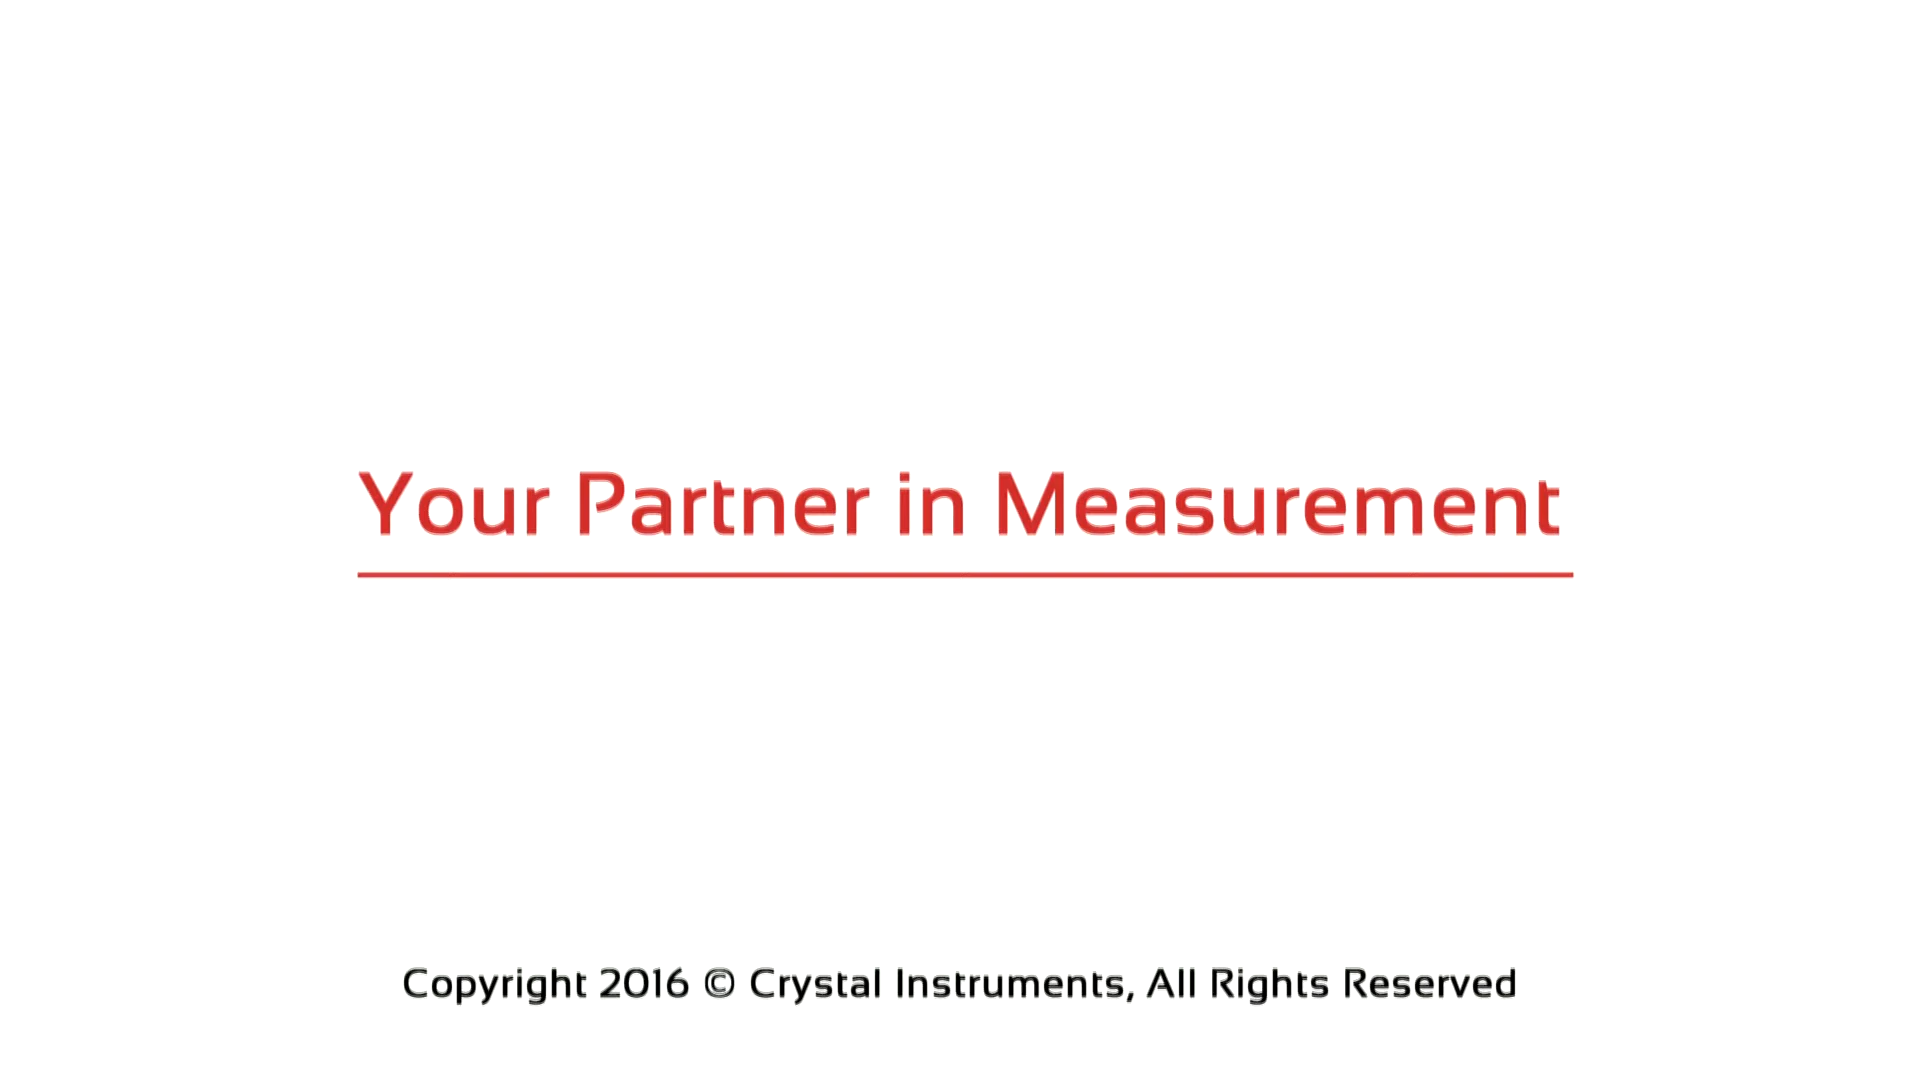 Your Partner in Measurement
Copyright 2016 © Crystal Instruments, All Rights Reserved